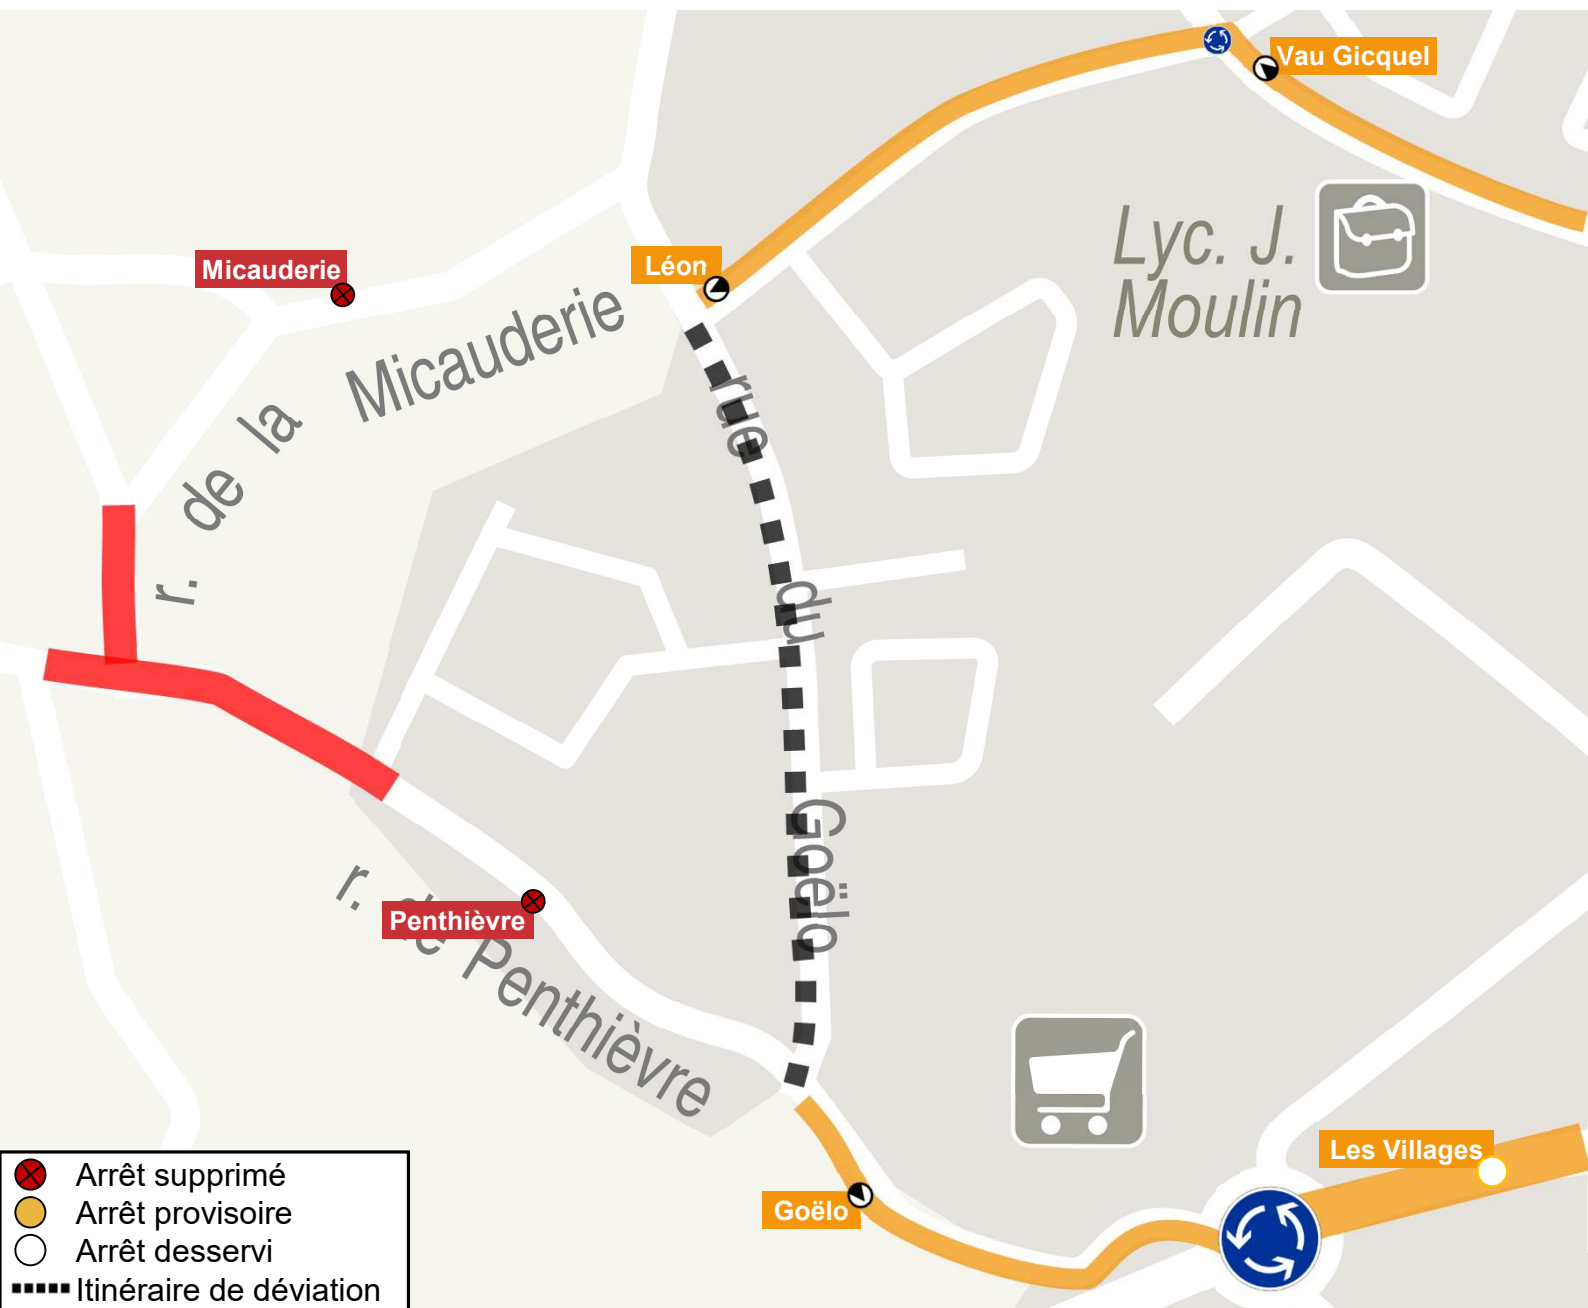 Vau Gicquel
Lyc. J.
Moulin
Micauderie
Léon
r. de la Micauderie
rue du Goëlo
Penthièvre
r. de Penthièvre
Les Villages
Goëlo
Arrêt supprimé
Arrêt provisoire
Arrêt desservi
Itinéraire de déviation